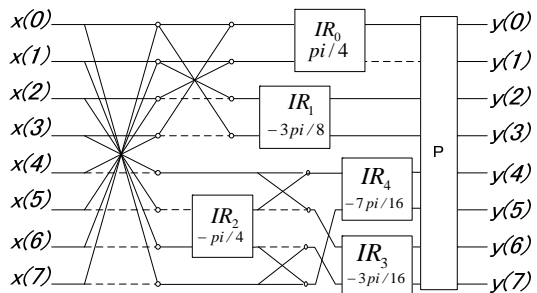 x(0) y(0)
x(1) y(1)
x(2) y(2)
x(3) y(3)
x(4) y(4)
x(5) y(5)
x(6) y(6)
x(7) y(7)
IR0
pi/4
IR1
-3pi/8
IR2
-pi/4
IR4
-7pi/16
IR3
-3pi/16
P